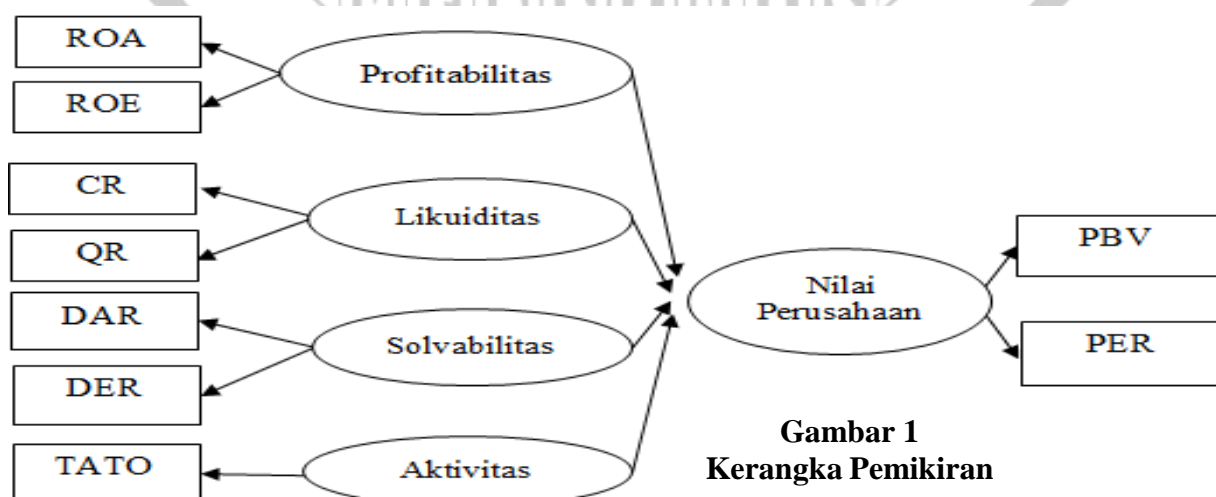 ROA
ROE
Profitabilitas
CR
QR
Likuiditas
DAR
DER
Solvabilitas
TATO
Aktivitas
Nilai
Perusahaan
PBV
PER
Gambar 1
Kerangka Pemikiran